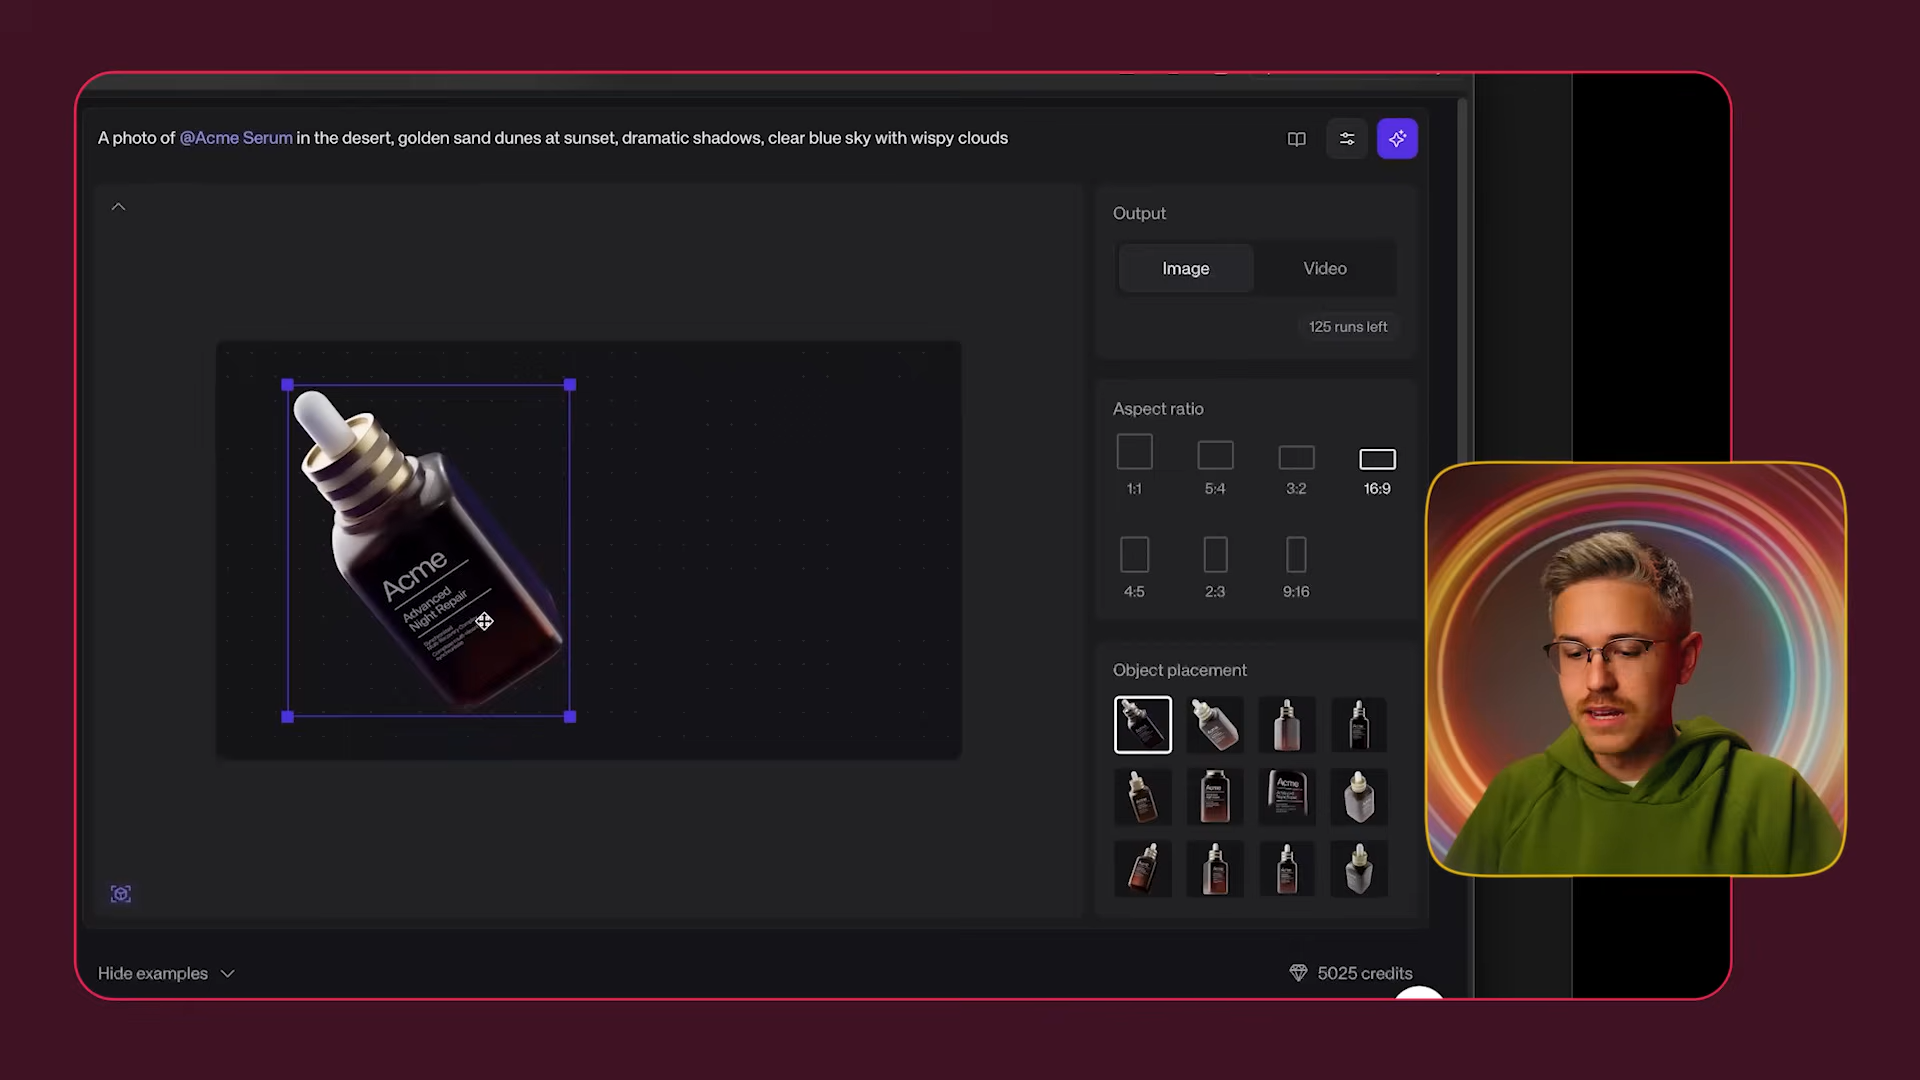 A photo of @Acme Serum in the desert, golden sand dunes at sunset, dramatic shadows, clear blue sky with wispy clouds
Output
Image Video
125 runs left
Aspect ratio
1:1 5:4 3:2 16:9
4:5 2:3 9:16
Object placement
Acme
Advanced
Night Repair
Hide examples
5025 credits